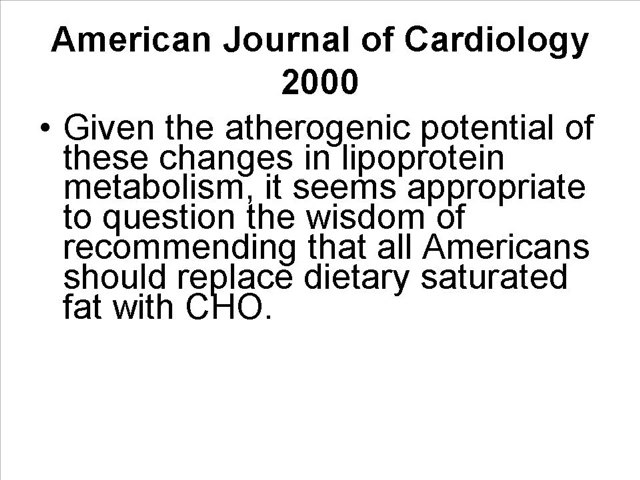 American Journal of Cardiology
2000
• Given the atherogenic potential of
these changes in lipoprotein
metabolism, it seems appropriate
to question the wisdom of
recommending that all Americans
should replace dietary saturated
fat with CHO.